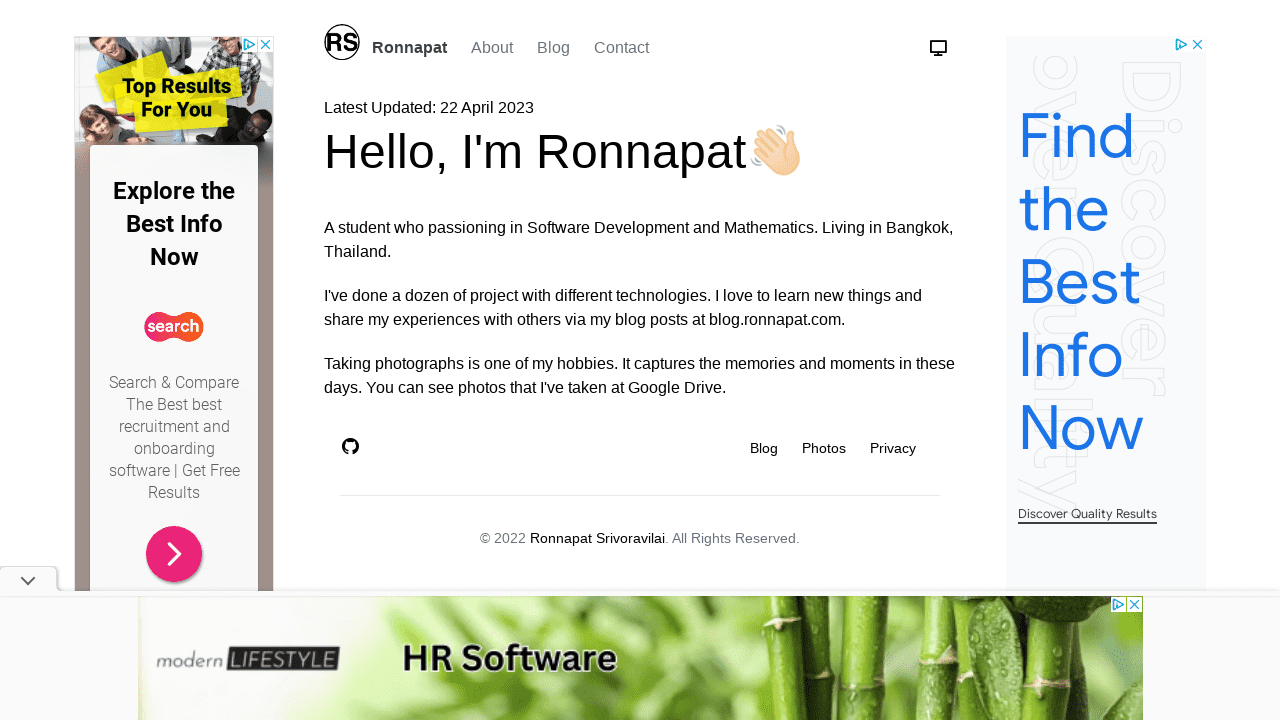 RS
Ronnapat
About
Blog
Contact
Latest Updated: 22 April 2023
Hello, I'm Ronnapat
A student who passioning in Software Development and Mathematics. Living in Bangkok,
Thailand.
I've done a dozen of project with different technologies. I love to learn new things and
share my experiences with others via my blog posts at blog.ronnapat.com.
Taking photographs is one of my hobbies. It captures the memories and moments in these
days. You can see photos that I've taken at Google Drive.
Blog
Photos
Privacy
© 2022 Ronnapat Srivoravilai. All Rights Reserved.
Top Results
For You
Explore the
Best Info
Now
search
Search & Compare
The Best best
recruitment and
onboarding
software | Get Free
Results
Discover
Quality
Find
the
Best
Info
Now
Discover Quality Results
modern LIFESTYLE
HR Software